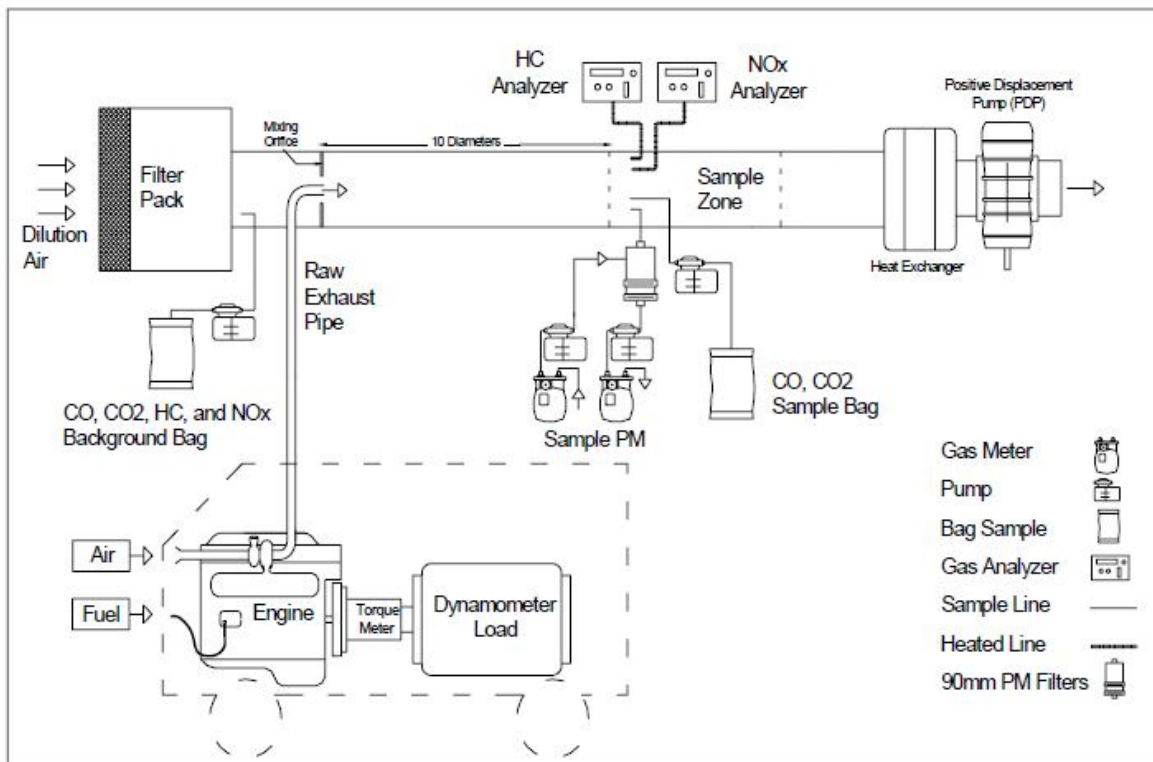 HC
Analyzer
NOx
Analyzer
Positive Displacement
Pump (PDP)
Mixing
Orifice
10 Diameters
Filter
Pack
Sample
Zone
Dilution
Air
Heat Exchanger
Raw
Exhaust
Pipe
CO, CO2, HC, and NOx
Background Bag
CO, CO2
Sample Bag
Sample PM
Gas Meter
Pump
Bag Sample
Gas Analyzer
Sample Line
Heated Line
90mm PM Filters
Air
Fuel
Engine
Torque
Meter
Dynamometer
Load